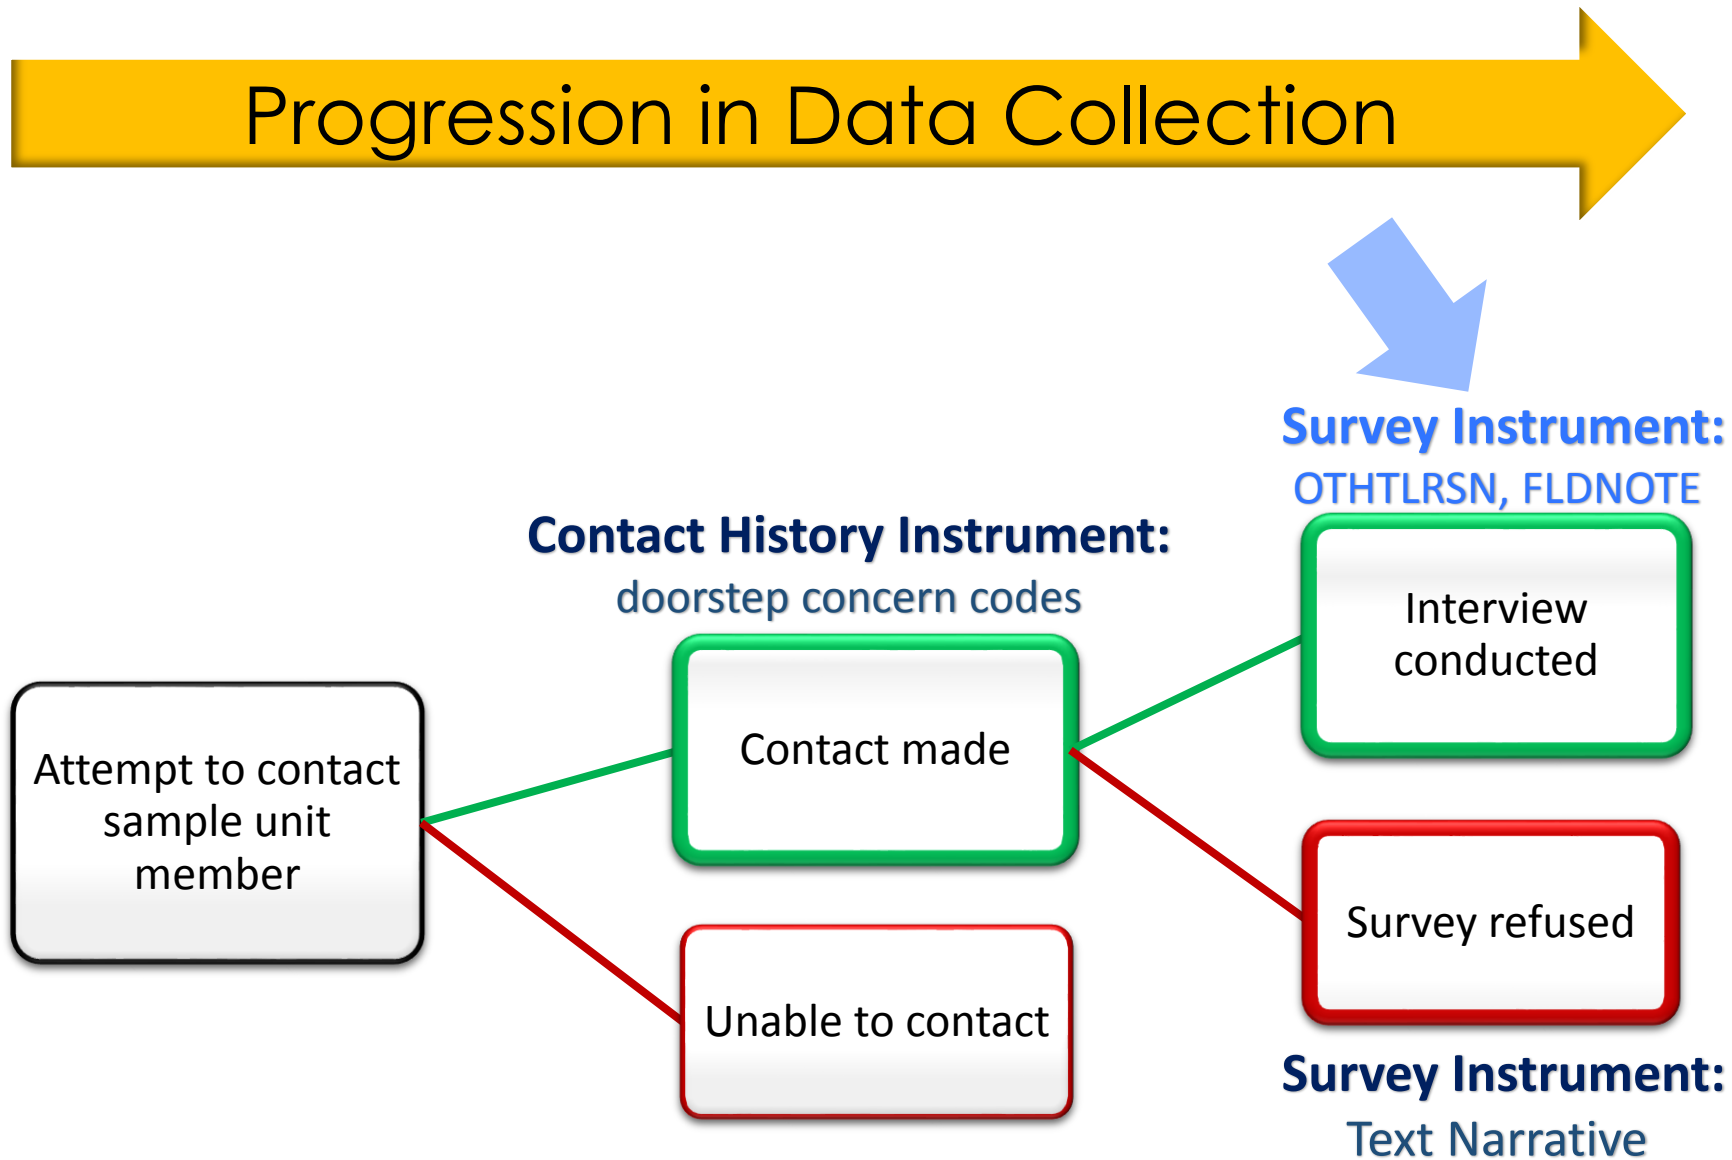 Progression in Data Collection
Survey Instrument:
OTHTLRSN, FLDNOTE
Contact History Instrument:
doorstep concern codes
Interview
conducted
Contact made
Attempt to contact
sample unit
member
Survey refused
Unable to contact
Survey Instrument:
Text Narrative